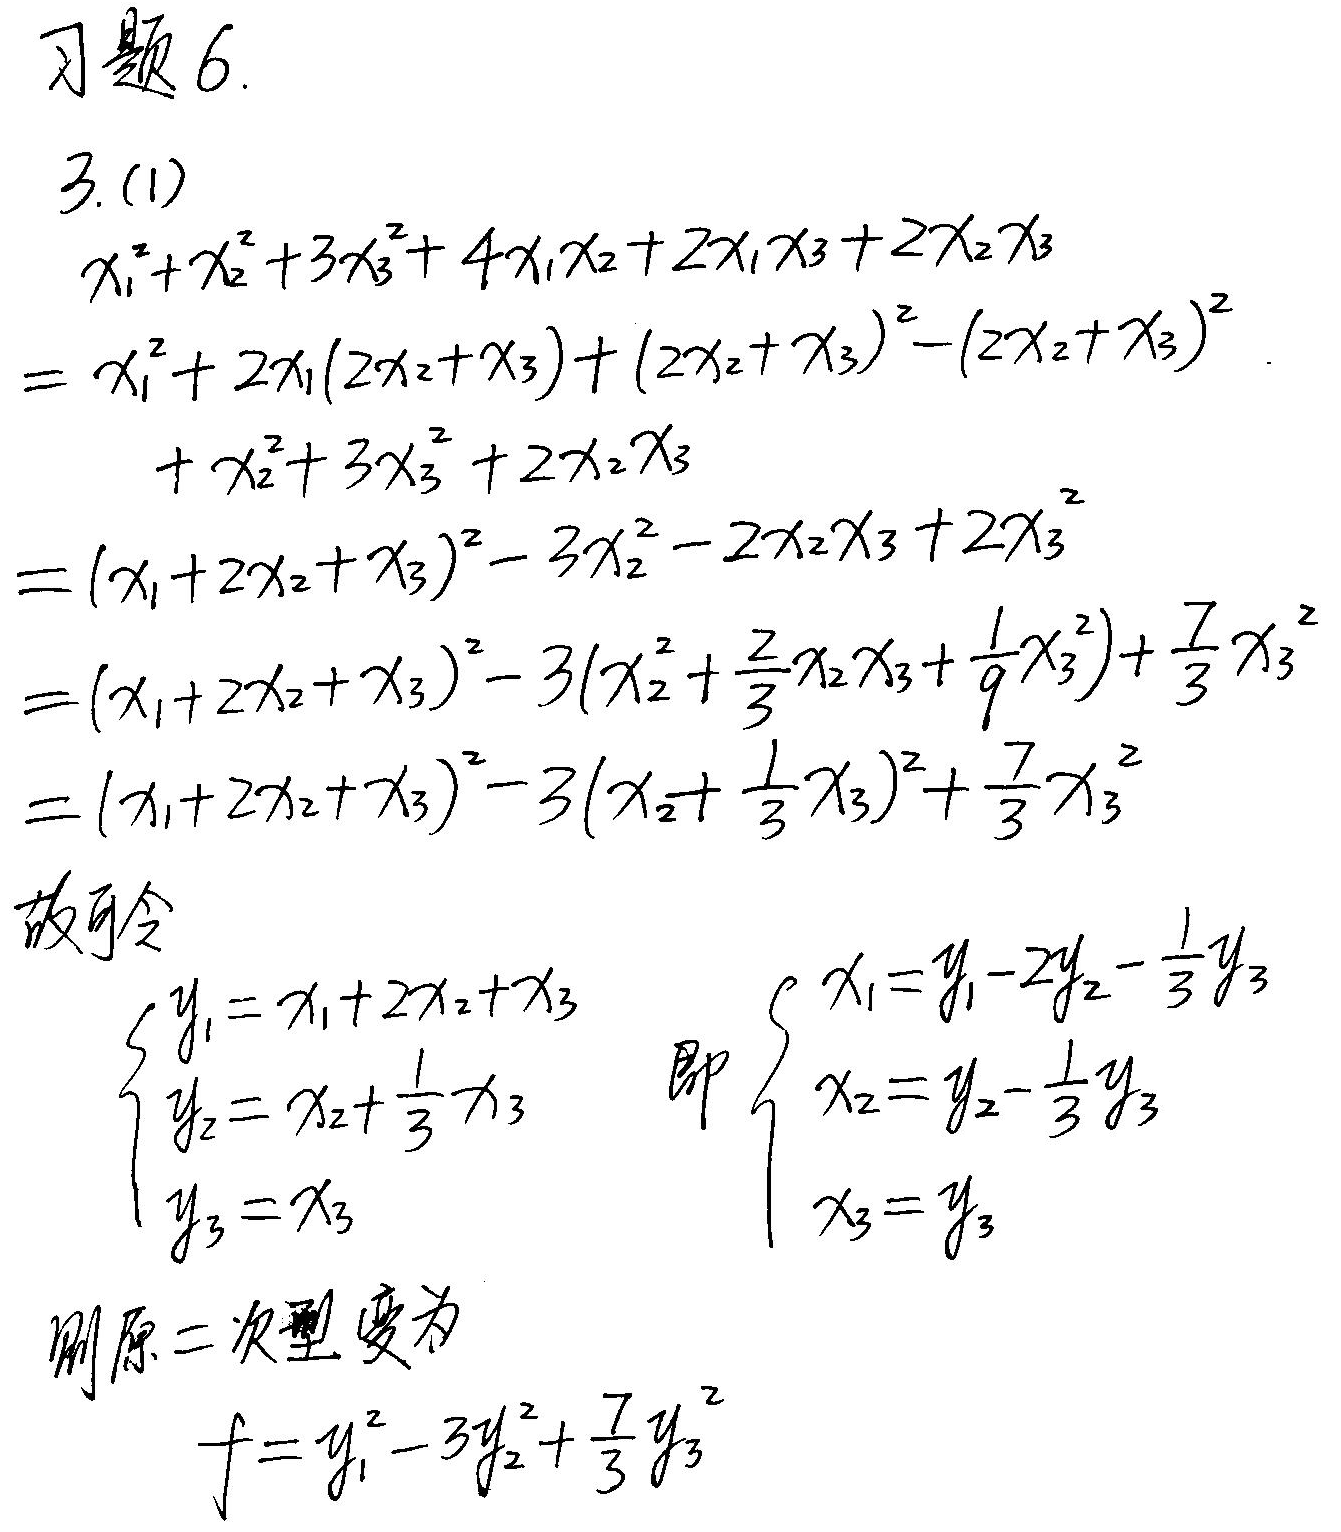 习题6.
3.(1)
x₁²+x₂²+3x₃²+4x₁x₂+2x₁x₃+2x₂x₃
=x₁²+2x₁(2x₂+x₃)+(2x₂+x₃)²-(2x₂+x₃)²
+x₂²+3x₃²+2x₂x₃
=(x₁+2x₂+x₃)²-3x₂²-2x₂x₃+2x₃²
=(x₁+2x₂+x₃)²-3(x₂²+2/3x₂x₃+1/9x₃²)+7/3x₃²
=(x₁+2x₂+x₃)²-3(x₂+1/3x₃)²+7/3x₃²
故可令
{y₁=x₁+2x₂+x₃
y₂=x₂+1/3x₃
y₃=x₃
即 {x₁=y₁-2y₂-1/3y₃
x₂=y₂-1/3y₃
x₃=y₃
则原二次型变为
f=y₁²-3y₂²+7/3y₃²